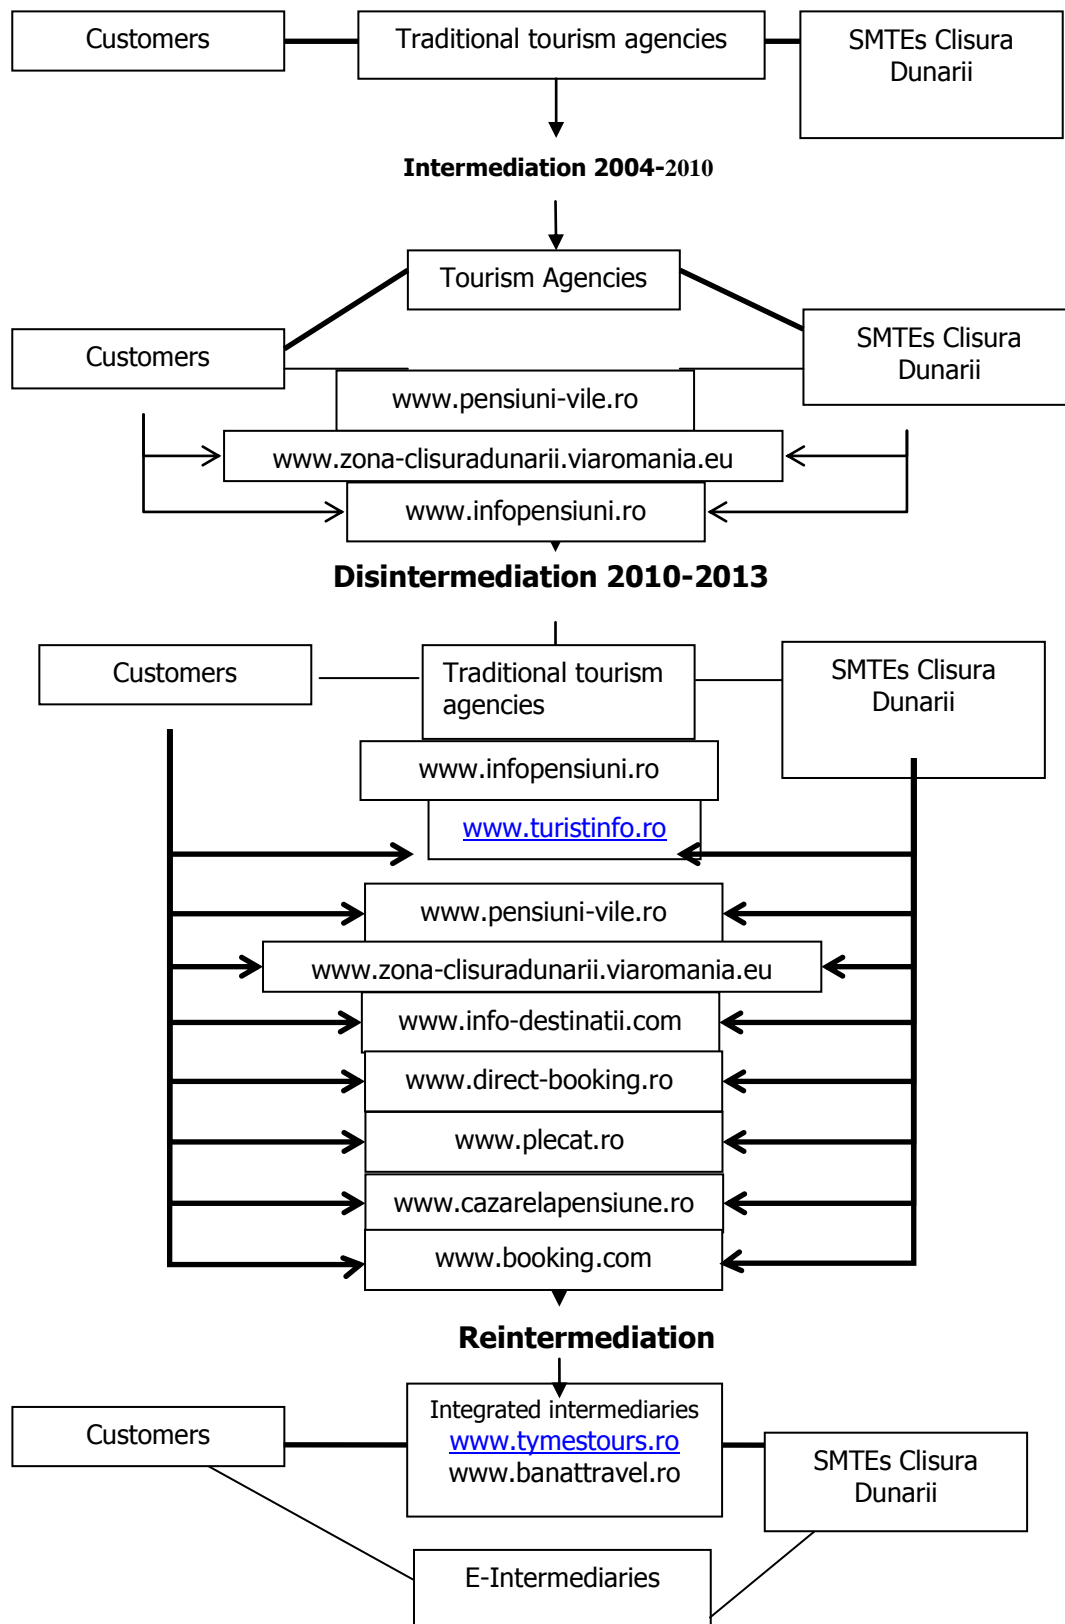 Customers
Traditional tourism agencies
SMTEs Clisura
Dunarii
Intermediation 2004-2010
Tourism Agencies
Customers
SMTEs Clisura
Dunarii
www.pensiuni-vile.ro
www.zona-clisuradunarii.viaromania.eu
www.infopensiuni.ro
Disintermediation 2010-2013
Customers
Traditional tourism
agencies
SMTEs Clisura
Dunarii
www.infopensiuni.ro
www.turistinfo.ro
www.pensiuni-vile.ro
www.zona-clisuradunarii.viaromania.eu
www.info-destinatii.com
www.direct-booking.ro
www.plecat.ro
www.cazarelapensiune.ro
www.booking.com
Reintermediation
Customers
Integrated intermediaries
www.tymestours.ro
www.banattravel.ro
SMTEs Clisura
Dunarii
E-Intermediaries